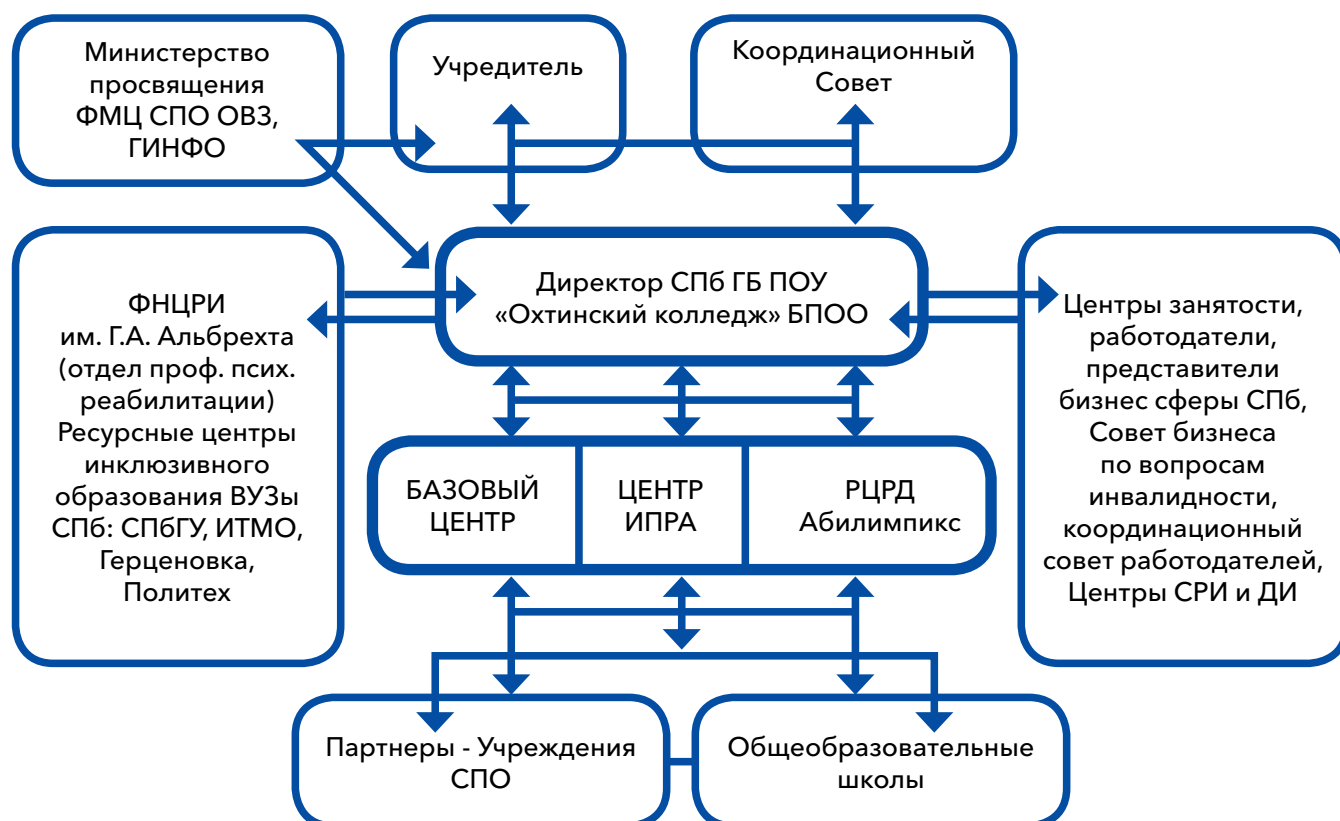 Министерство
просвящения
ФМЦ СПО ОВЗ,
ГИНФО
Учредитель
Координационный
Совет
ФНЦРИ
им. Г.А. Альбрехта
(отдел проф. псих.
реабилитации)
Ресурсные центры
инклюзивного
образования ВУЗы
СПб: СПбГУ, ИТМО,
Герценовка,
Политех
Директор СПб ГБ ПОУ
«Охтинский колледж» БПОО
Центры занятости,
работодатели,
представители
бизнес сферы СПб,
Совет бизнеса
по вопросам
инвалидности,
координационный
совет работодателей,
Центры СРИ и ДИ
БАЗОВЫЙ
ЦЕНТР
ЦЕНТР
ИПРА
РЦРД
Абилимпикс
Партнеры - Учреждения
СПО
Общеобразовательные
школы